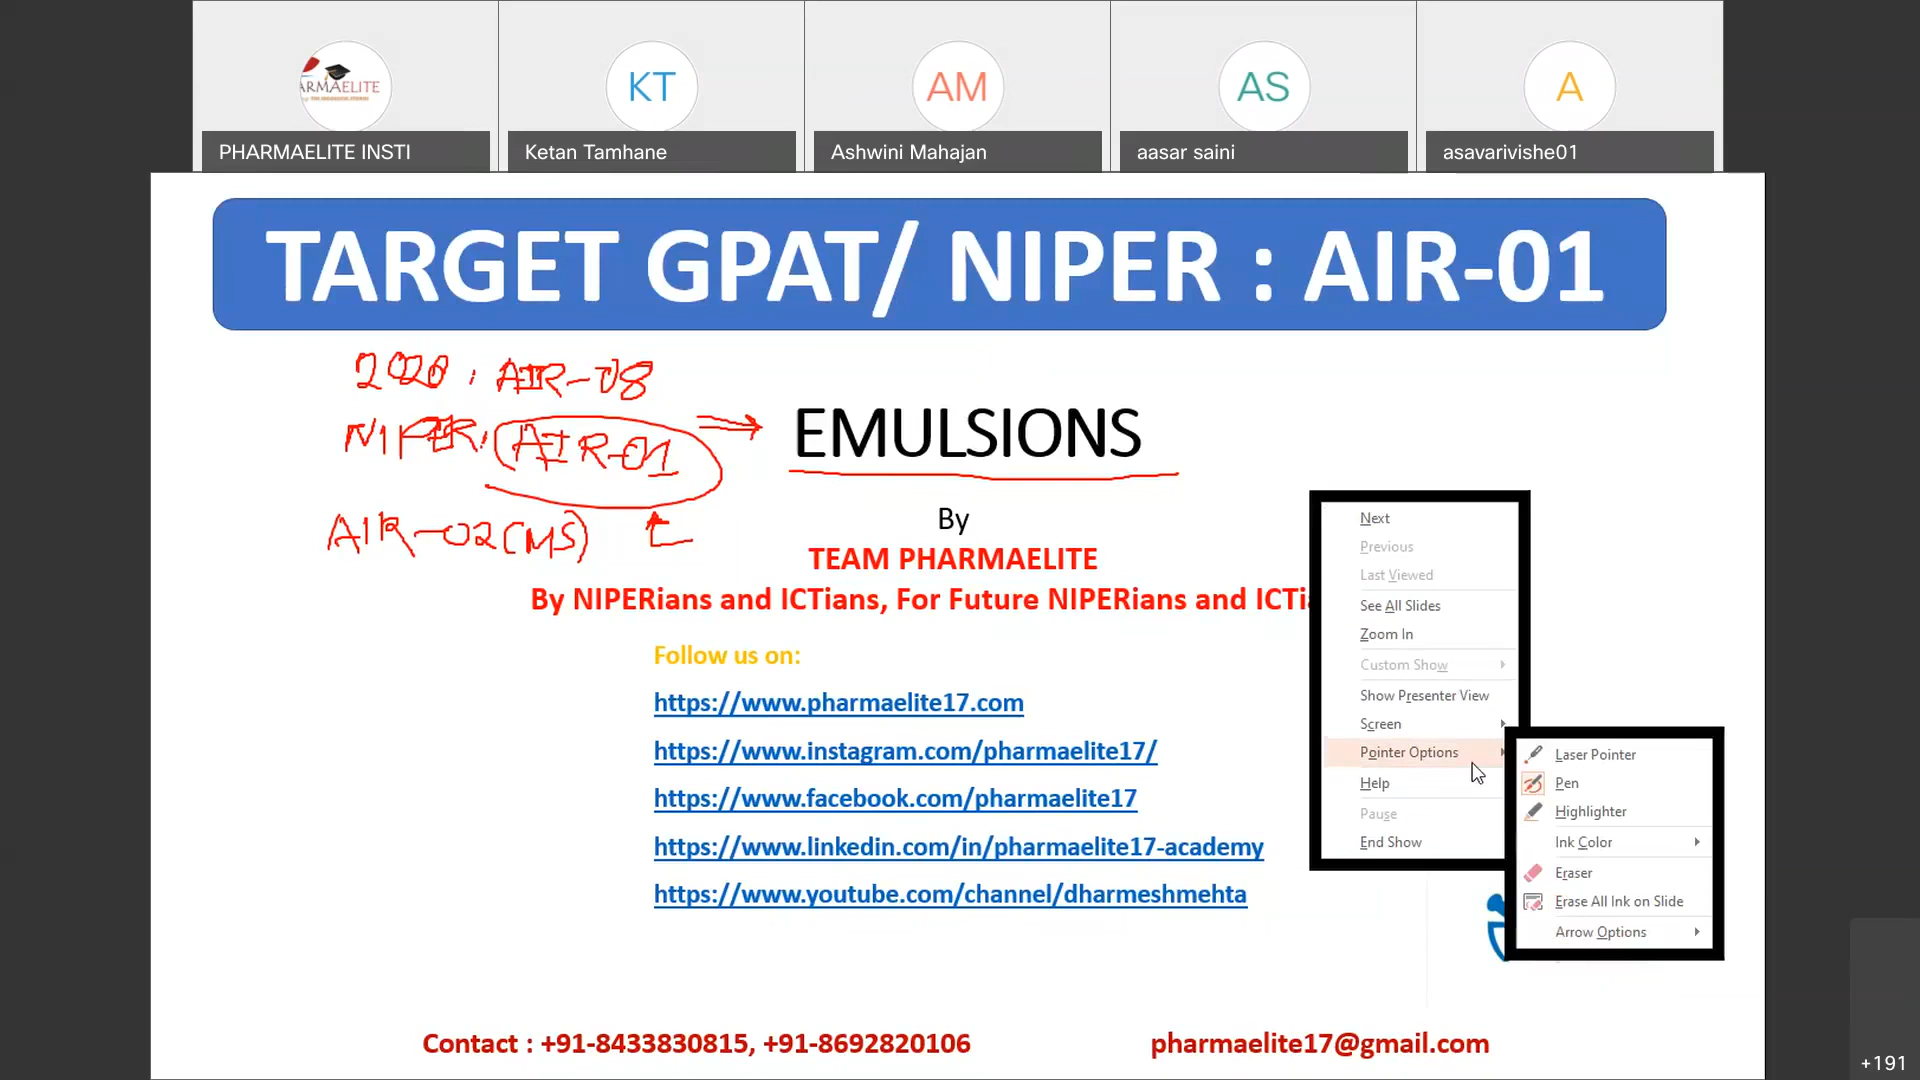 ARMAELITE
KT
AM
AS
A
PHARMAELITE INSTI
Ketan Tamhane
Ashwini Mahajan
aasar saini
asavarivishe01
TARGET GPAT/ NIPER : AIR-01
2020 : AIR-08
NIPER : AIR-01
AIR-02 (MS)
EMULSIONS
By
TEAM PHARMAELITE
By NIPERians and ICTians, For Future NIPERians and ICTia
Follow us on:
https://www.pharmaelite17.com
https://www.instagram.com/pharmaelite17/
https://www.facebook.com/pharmaelite17
https://www.linkedin.com/in/pharmaelite17-academy
https://www.youtube.com/channel/dharmeshmehta
Next
Previous
Last Viewed
See All Slides
Zoom In
Custom Show
Show Presenter View
Screen
Pointer Options
Help
Pause
End Show
Laser Pointer
Pen
Highlighter
Ink Color
Eraser
Erase All Ink on Slide
Arrow Options
Contact : +91-8433830815, +91-8692820106
pharmaelite17@gmail.com
+191